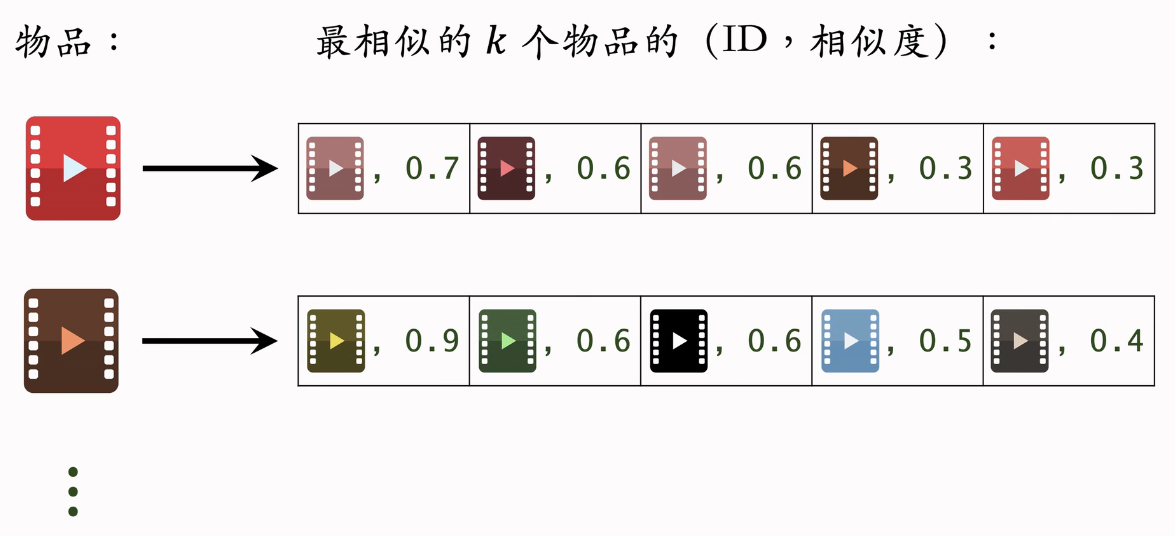 物品：
最相似的 k 个物品的（ID，相似度）：
, 0.7 , 0.6 , 0.6 , 0.3 , 0.3
, 0.9 , 0.6 , 0.6 , 0.5 , 0.4